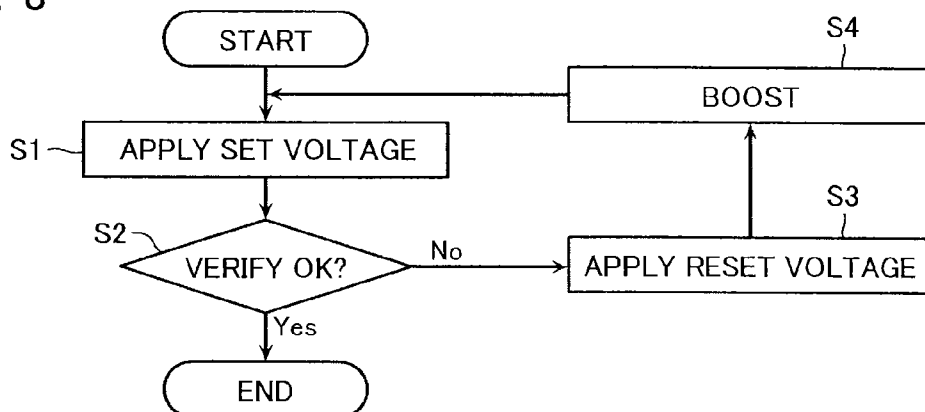 START
S4
BOOST
S1
APPLY SET VOLTAGE
S3
S2
VERIFY OK?
No
APPLY RESET VOLTAGE
Yes
END